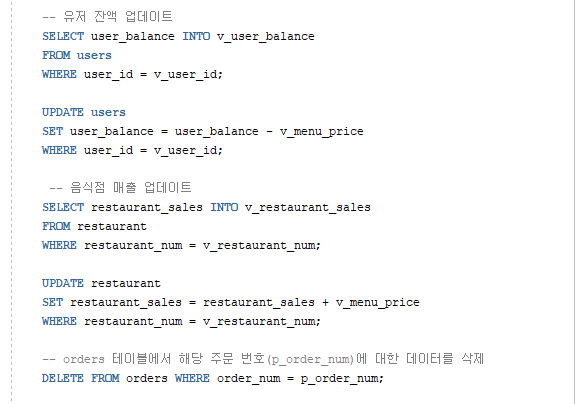 -- 유저 잔액 업데이트
SELECT user_balance INTO v_user_balance
FROM users
WHERE user_id = v_user_id;
UPDATE users
SET user_balance = user_balance - v_menu_price
WHERE user_id = v_user_id;
-- 음식점 매출 업데이트
SELECT restaurant_sales INTO v_restaurant_sales
FROM restaurant
WHERE restaurant_num = v_restaurant_num;
UPDATE restaurant
SET restaurant_sales = restaurant_sales + v_menu_price
WHERE restaurant_num = v_restaurant_num;
-- orders 테이블에서 해당 주문 번호(p_order_num)에 대한 데이터를 삭제
DELETE FROM orders WHERE order_num = p_order_num;